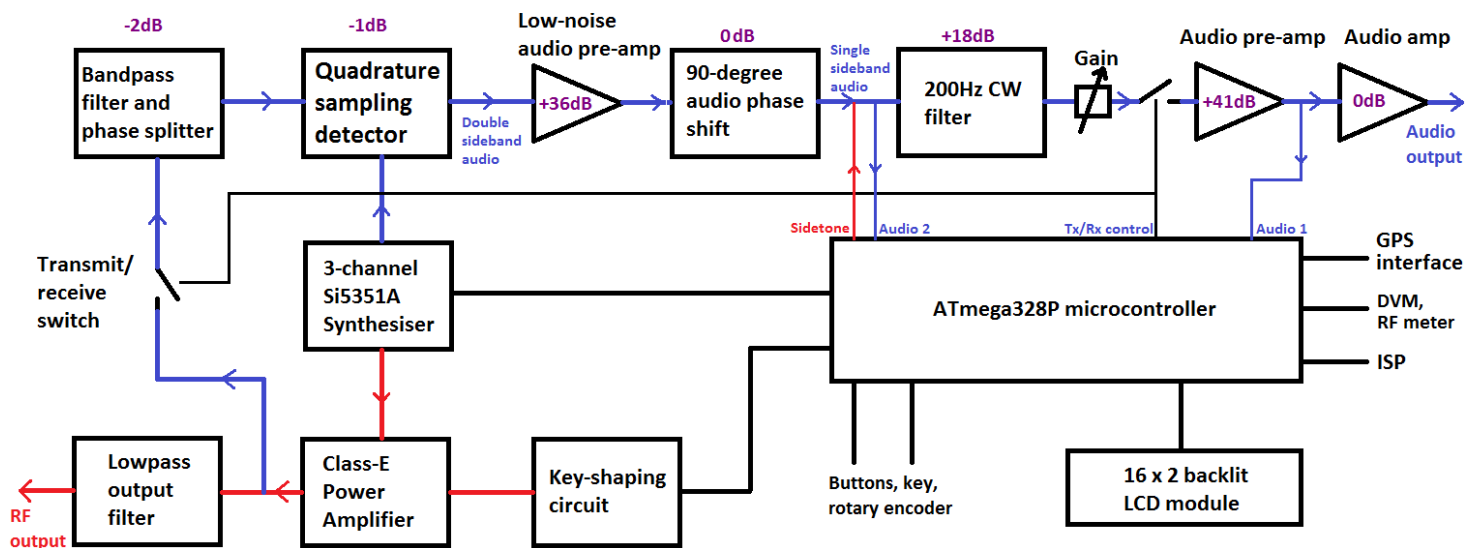 -2dB
Bandpass
filter and
phase splitter
-1dB
Quadrature
sampling
detector
Double
sideband
audio
Low-noise
audio pre-amp
+36dB
0dB
90-degree
audio phase
shift
Single
sideband
audio
+18dB
200Hz CW
filter
Gain
Audio pre-amp
+41dB
Audio amp
0dB
Audio
output
Transmit/
receive
switch
3-channel
Si5351A
Synthesiser
Sidetone
Audio 2
Tx/Rx control
Audio 1
ATmega328P microcontroller
GPS
interface
DVM,
RF meter
ISP
RF
output
Lowpass
output
filter
Class-E
Power
Amplifier
Key-shaping
circuit
Buttons, key,
rotary encoder
16 x 2 backlit
LCD module